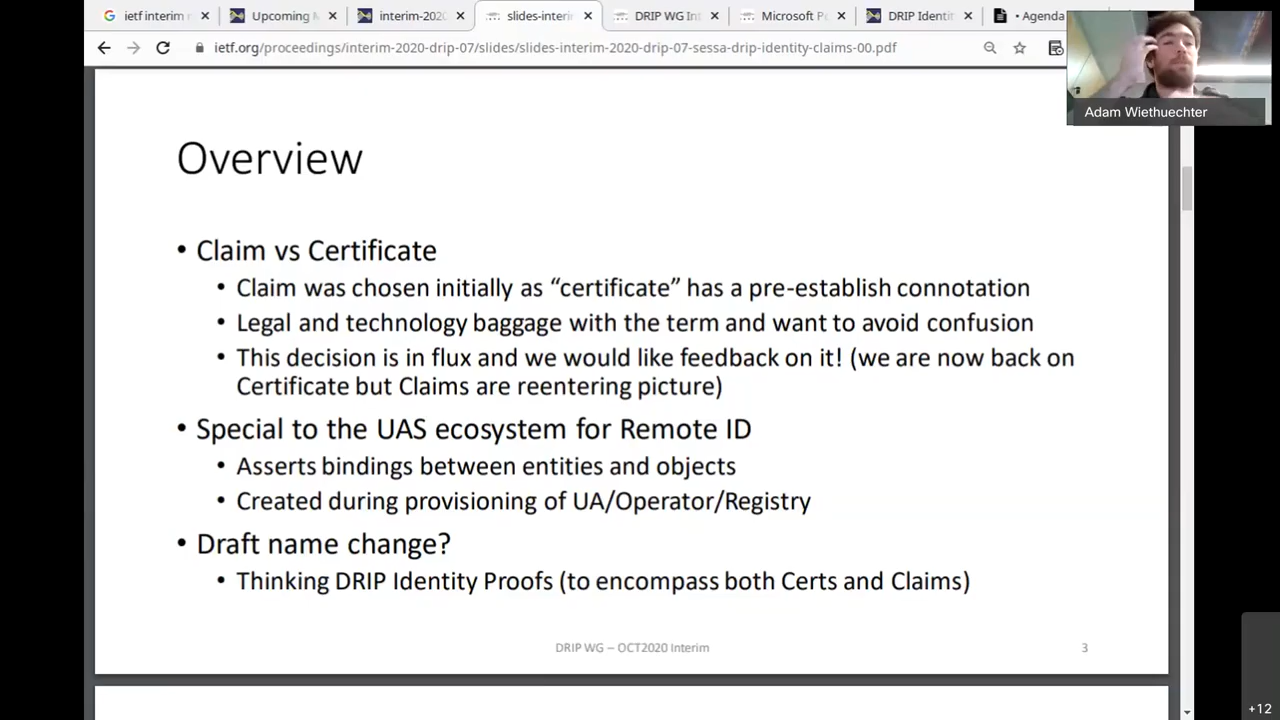 ietf interim
Upcoming
interim-202
slides-interi
DRIP WG Int
Microsoft P
DRIP Identit
• Agenda
ietf.org/proceedings/interim-2020-drip-07/slides/slides-interim-2020-drip-07-sessa-drip-identity-claims-00.pdf
Adam Wiethuechter
Overview
• Claim vs Certificate
• Claim was chosen initially as “certificate” has a pre-establish connotation
• Legal and technology baggage with the term and want to avoid confusion
• This decision is in flux and we would like feedback on it! (we are now back on
Certificate but Claims are reentering picture)
• Special to the UAS ecosystem for Remote ID
• Asserts bindings between entities and objects
• Created during provisioning of UA/Operator/Registry
• Draft name change?
• Thinking DRIP Identity Proofs (to encompass both Certs and Claims)
DRIP WG – OCT2020 Interim
3
+12